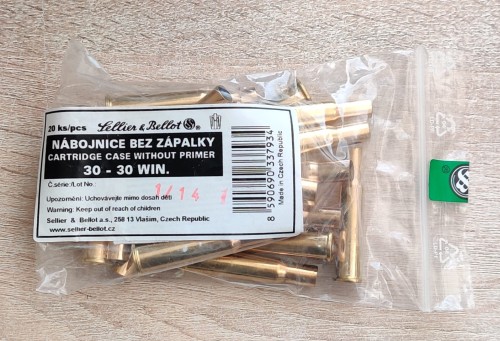 20 ks/pcs Sellier & Bellot
NÁBOJNICE BEZ ZÁPALKY
CARTRIDGE CASE WITHOUT PRIMER
30 - 30 WIN.
Č.série:/Lot No.
1/14
Upozornění: Uchovávejte mimo dosah dětí
Warning: Keep out of reach of children
Sellier & Bellot a.s., 258 13 Vlašim, Czech Republic
www.sellier-bellot.cz
8 590690 337934
Made in Czech Republic